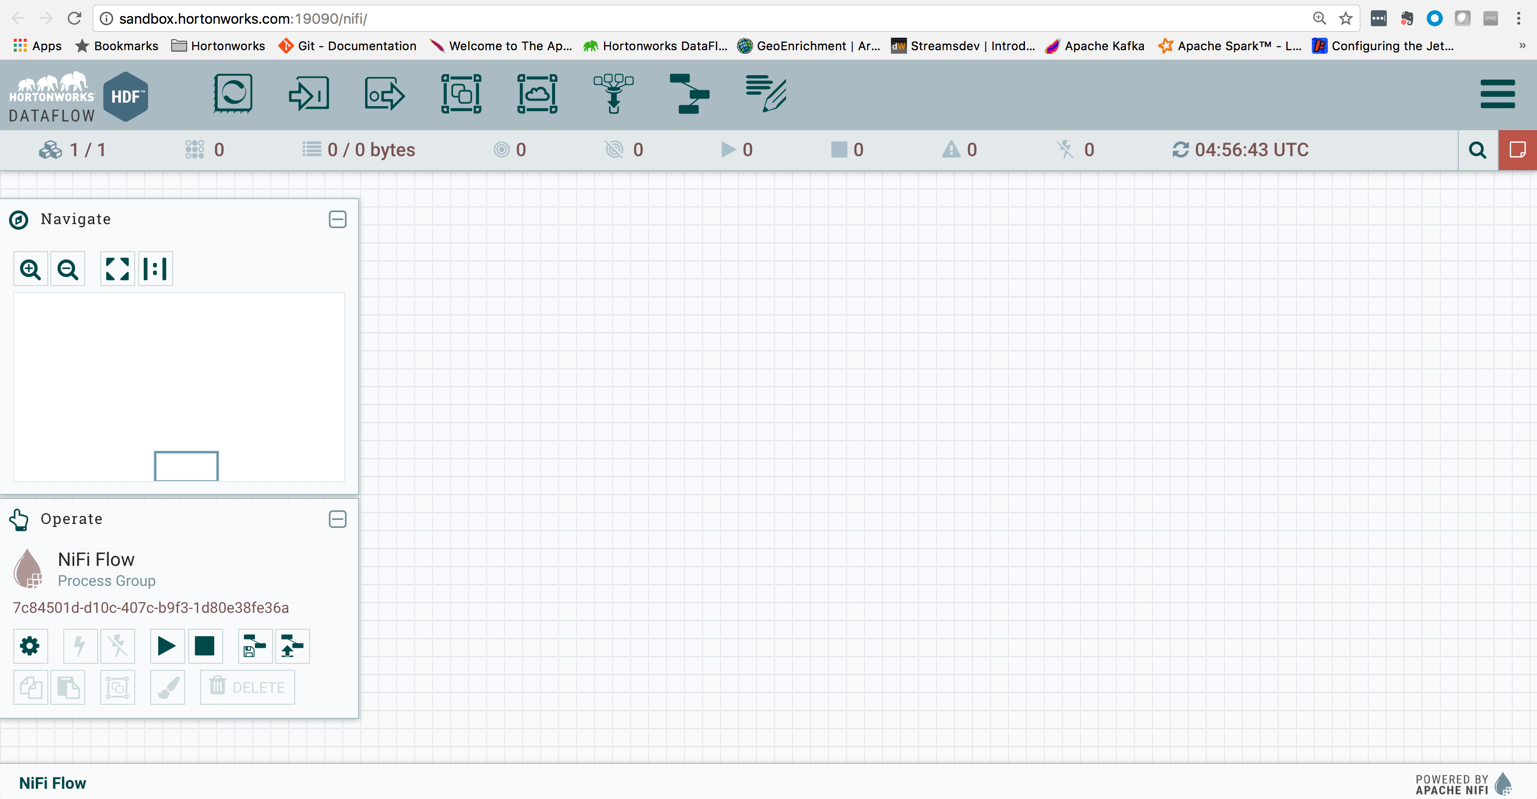 sandbox.hortonworks.com:19090/nifi/
Apps Bookmarks Hortonworks Git - Documentation Welcome to The Ap... Hortonworks DataFl... GeoEnrichment | Ar... dW Streamsdev | Introd... Apache Kafka Apache Spark™ - L... Configuring the Jet... »
HORTONWORKS
DATAFLOW
HDF™
1 / 1 0 0 / 0 bytes 0 0 0 0 0 0 04:56:43 UTC
Navigate
Operate
NiFi Flow
Process Group
7c84501d-d10c-407c-b9f3-1d80e38fe36a
DELETE
NiFi Flow
POWERED BY
APACHE NIFI